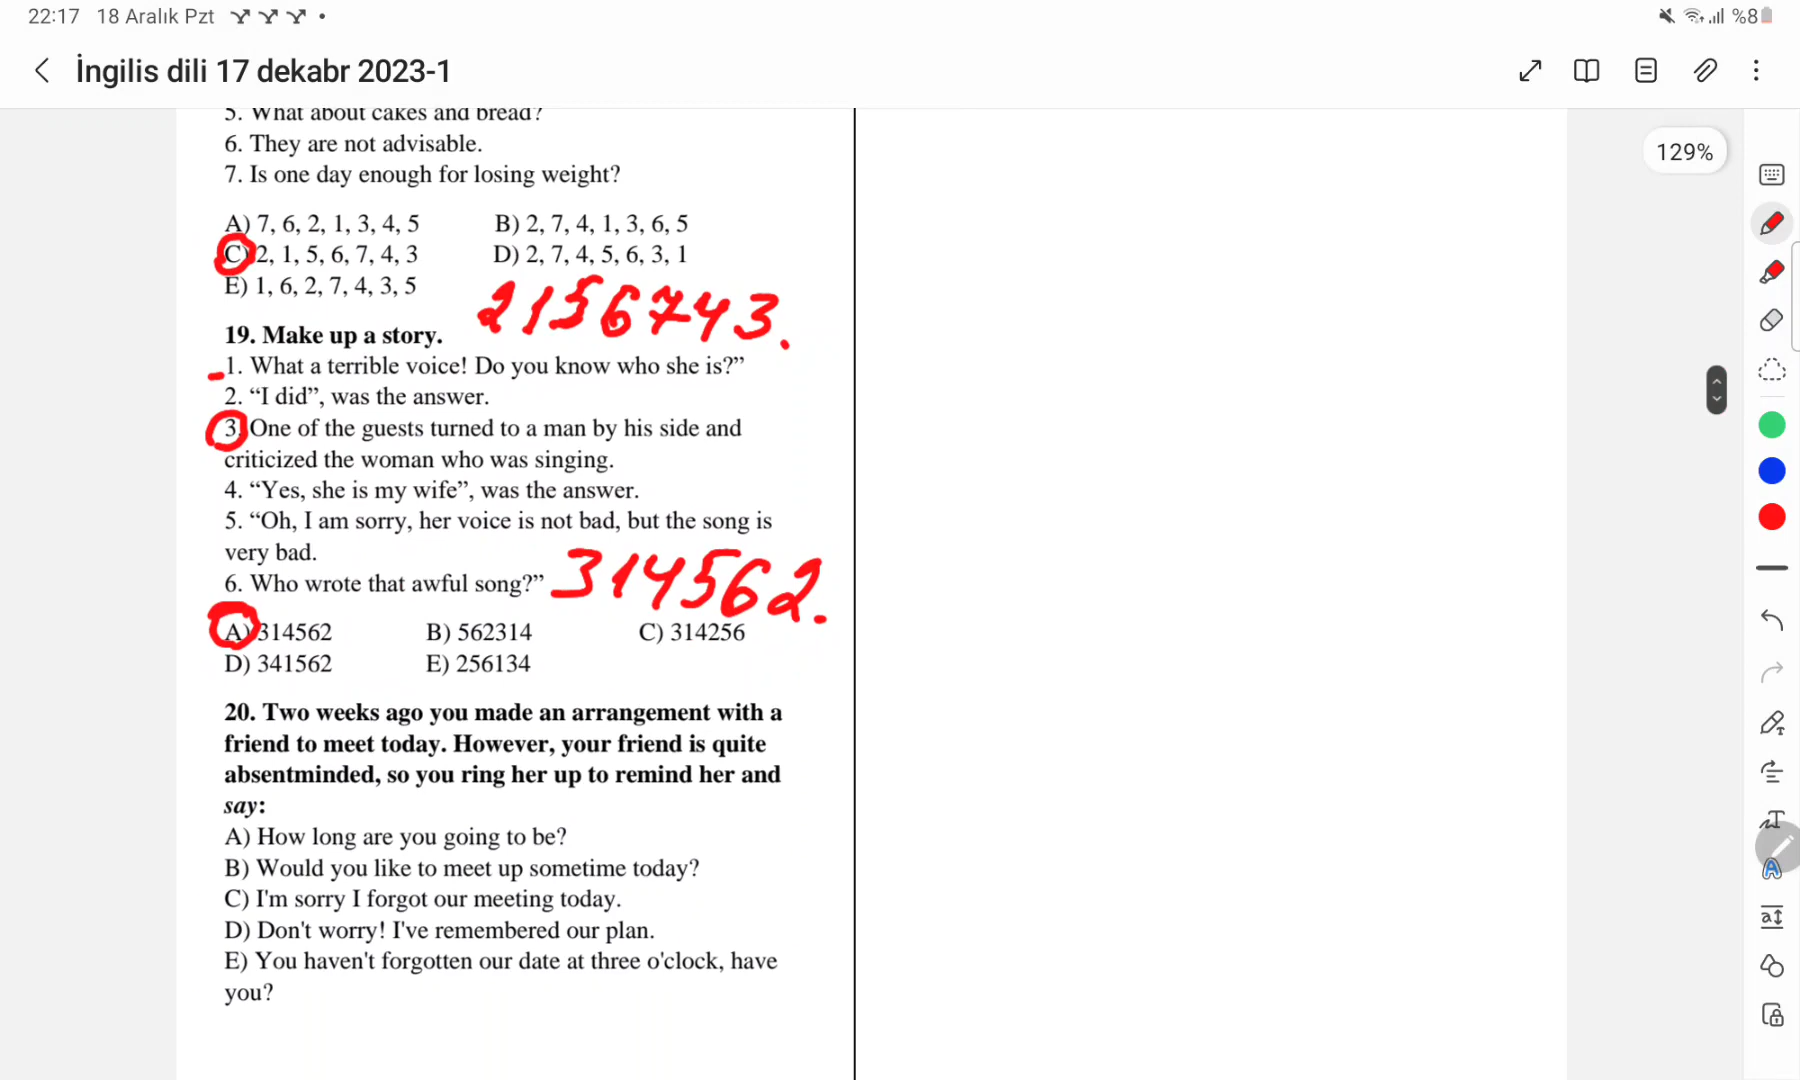 22:17 18 Aralık Pzt
%8
İngilis dili 17 dekabr 2023-1
129%
5. What about cakes and bread?
6. They are not advisable.
7. Is one day enough for losing weight?
A) 7, 6, 2, 1, 3, 4, 5 B) 2, 7, 4, 1, 3, 6, 5
C) 2, 1, 5, 6, 7, 4, 3 D) 2, 7, 4, 5, 6, 3, 1
E) 1, 6, 2, 7, 4, 3, 5
2156743.
19. Make up a story.
1. What a terrible voice! Do you know who she is?”
2. “I did”, was the answer.
3. One of the guests turned to a man by his side and
criticized the woman who was singing.
4. “Yes, she is my wife”, was the answer.
5. “Oh, I am sorry, her voice is not bad, but the song is
very bad.
6. Who wrote that awful song?”
314562.
A) 314562 B) 562314 C) 314256
D) 341562 E) 256134
20. Two weeks ago you made an arrangement with a
friend to meet today. However, your friend is quite
absentminded, so you ring her up to remind her and
say:
A) How long are you going to be?
B) Would you like to meet up sometime today?
C) I'm sorry I forgot our meeting today.
D) Don't worry! I've remembered our plan.
E) You haven't forgotten our date at three o'clock, have
you?